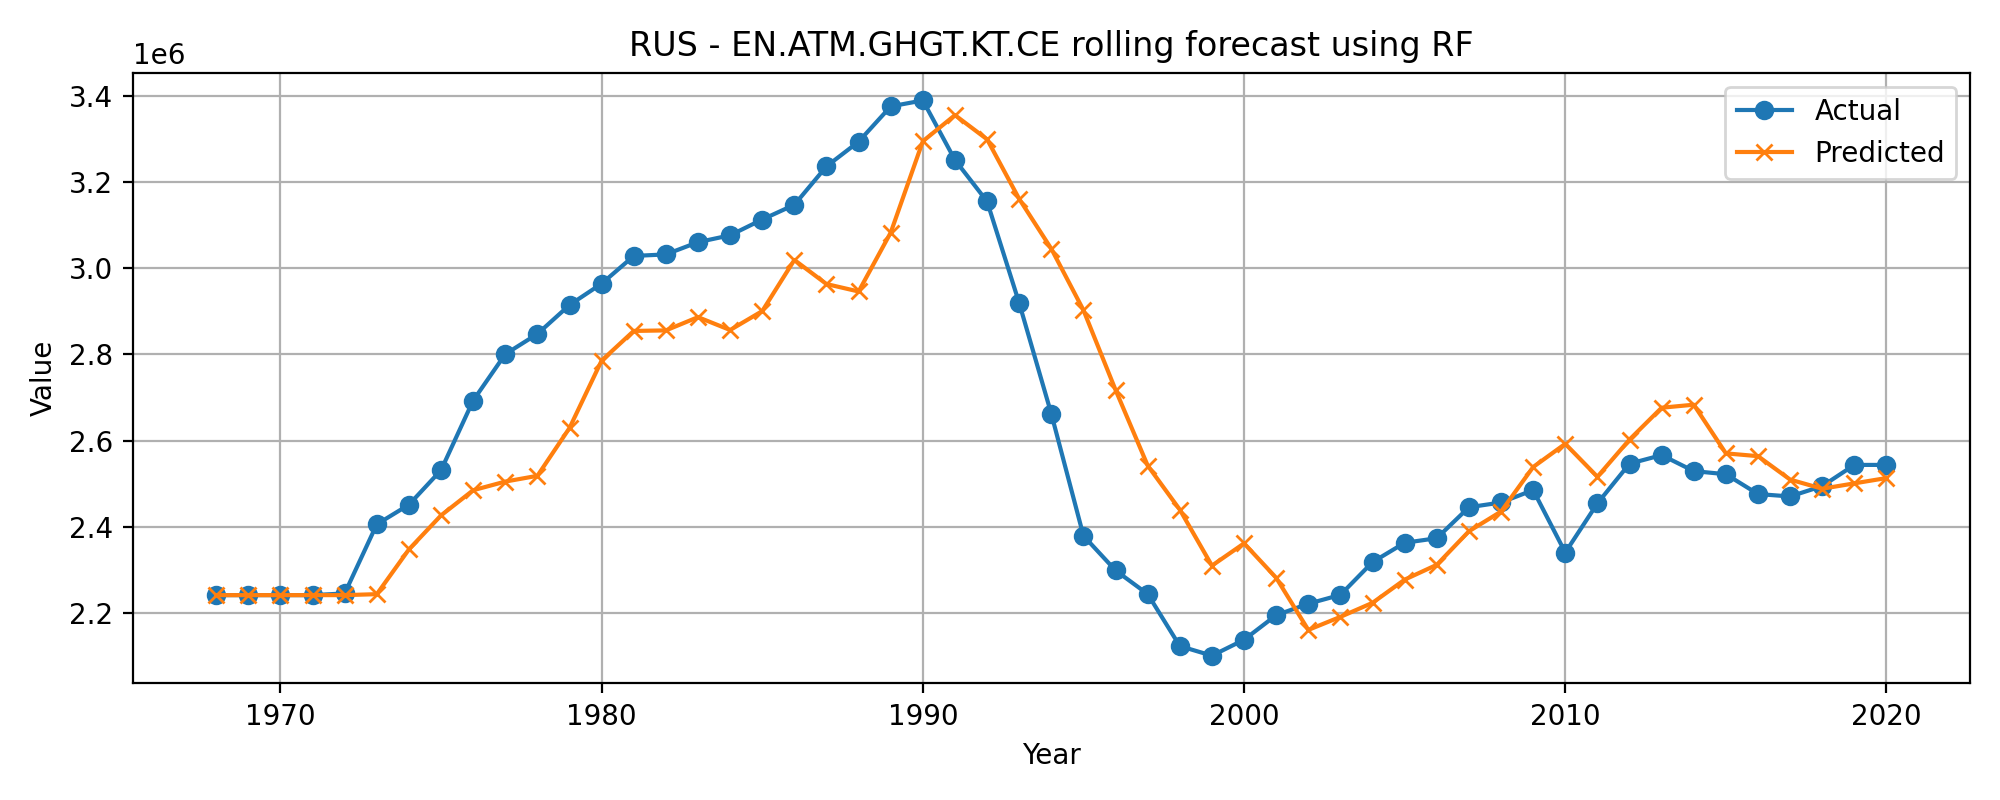 RUS - EN.ATM.GHGT.KT.CE rolling forecast using RF
1e6
3.4
3.2
3.0
2.8
2.6
2.4
2.2
Value
Actual
Predicted
1970 1980 1990 2000 2010 2020
Year